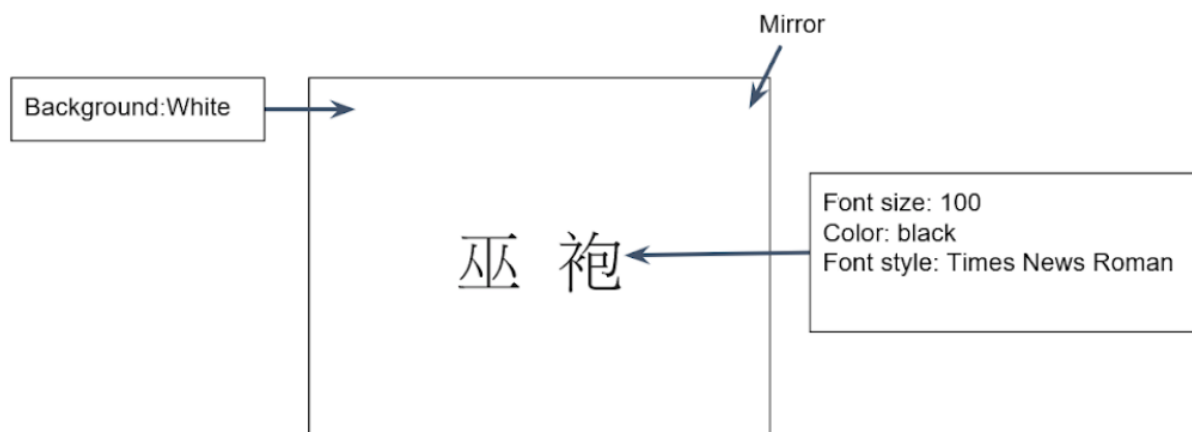 Mirror
Background:White
Font size: 100
Color: black
Font style: Times News Roman
巫 袍